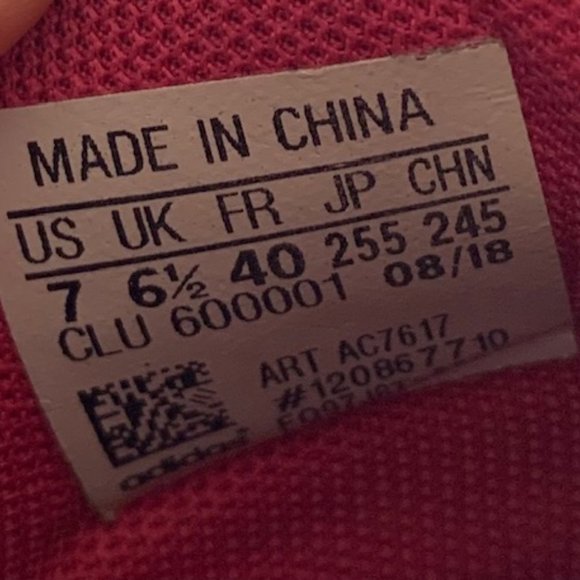 MADE IN CHINA
US UK FR JP CHN
7 6½ 40 255 245
CLU 600001 08/18
ART AC7617
#120867710
adidas